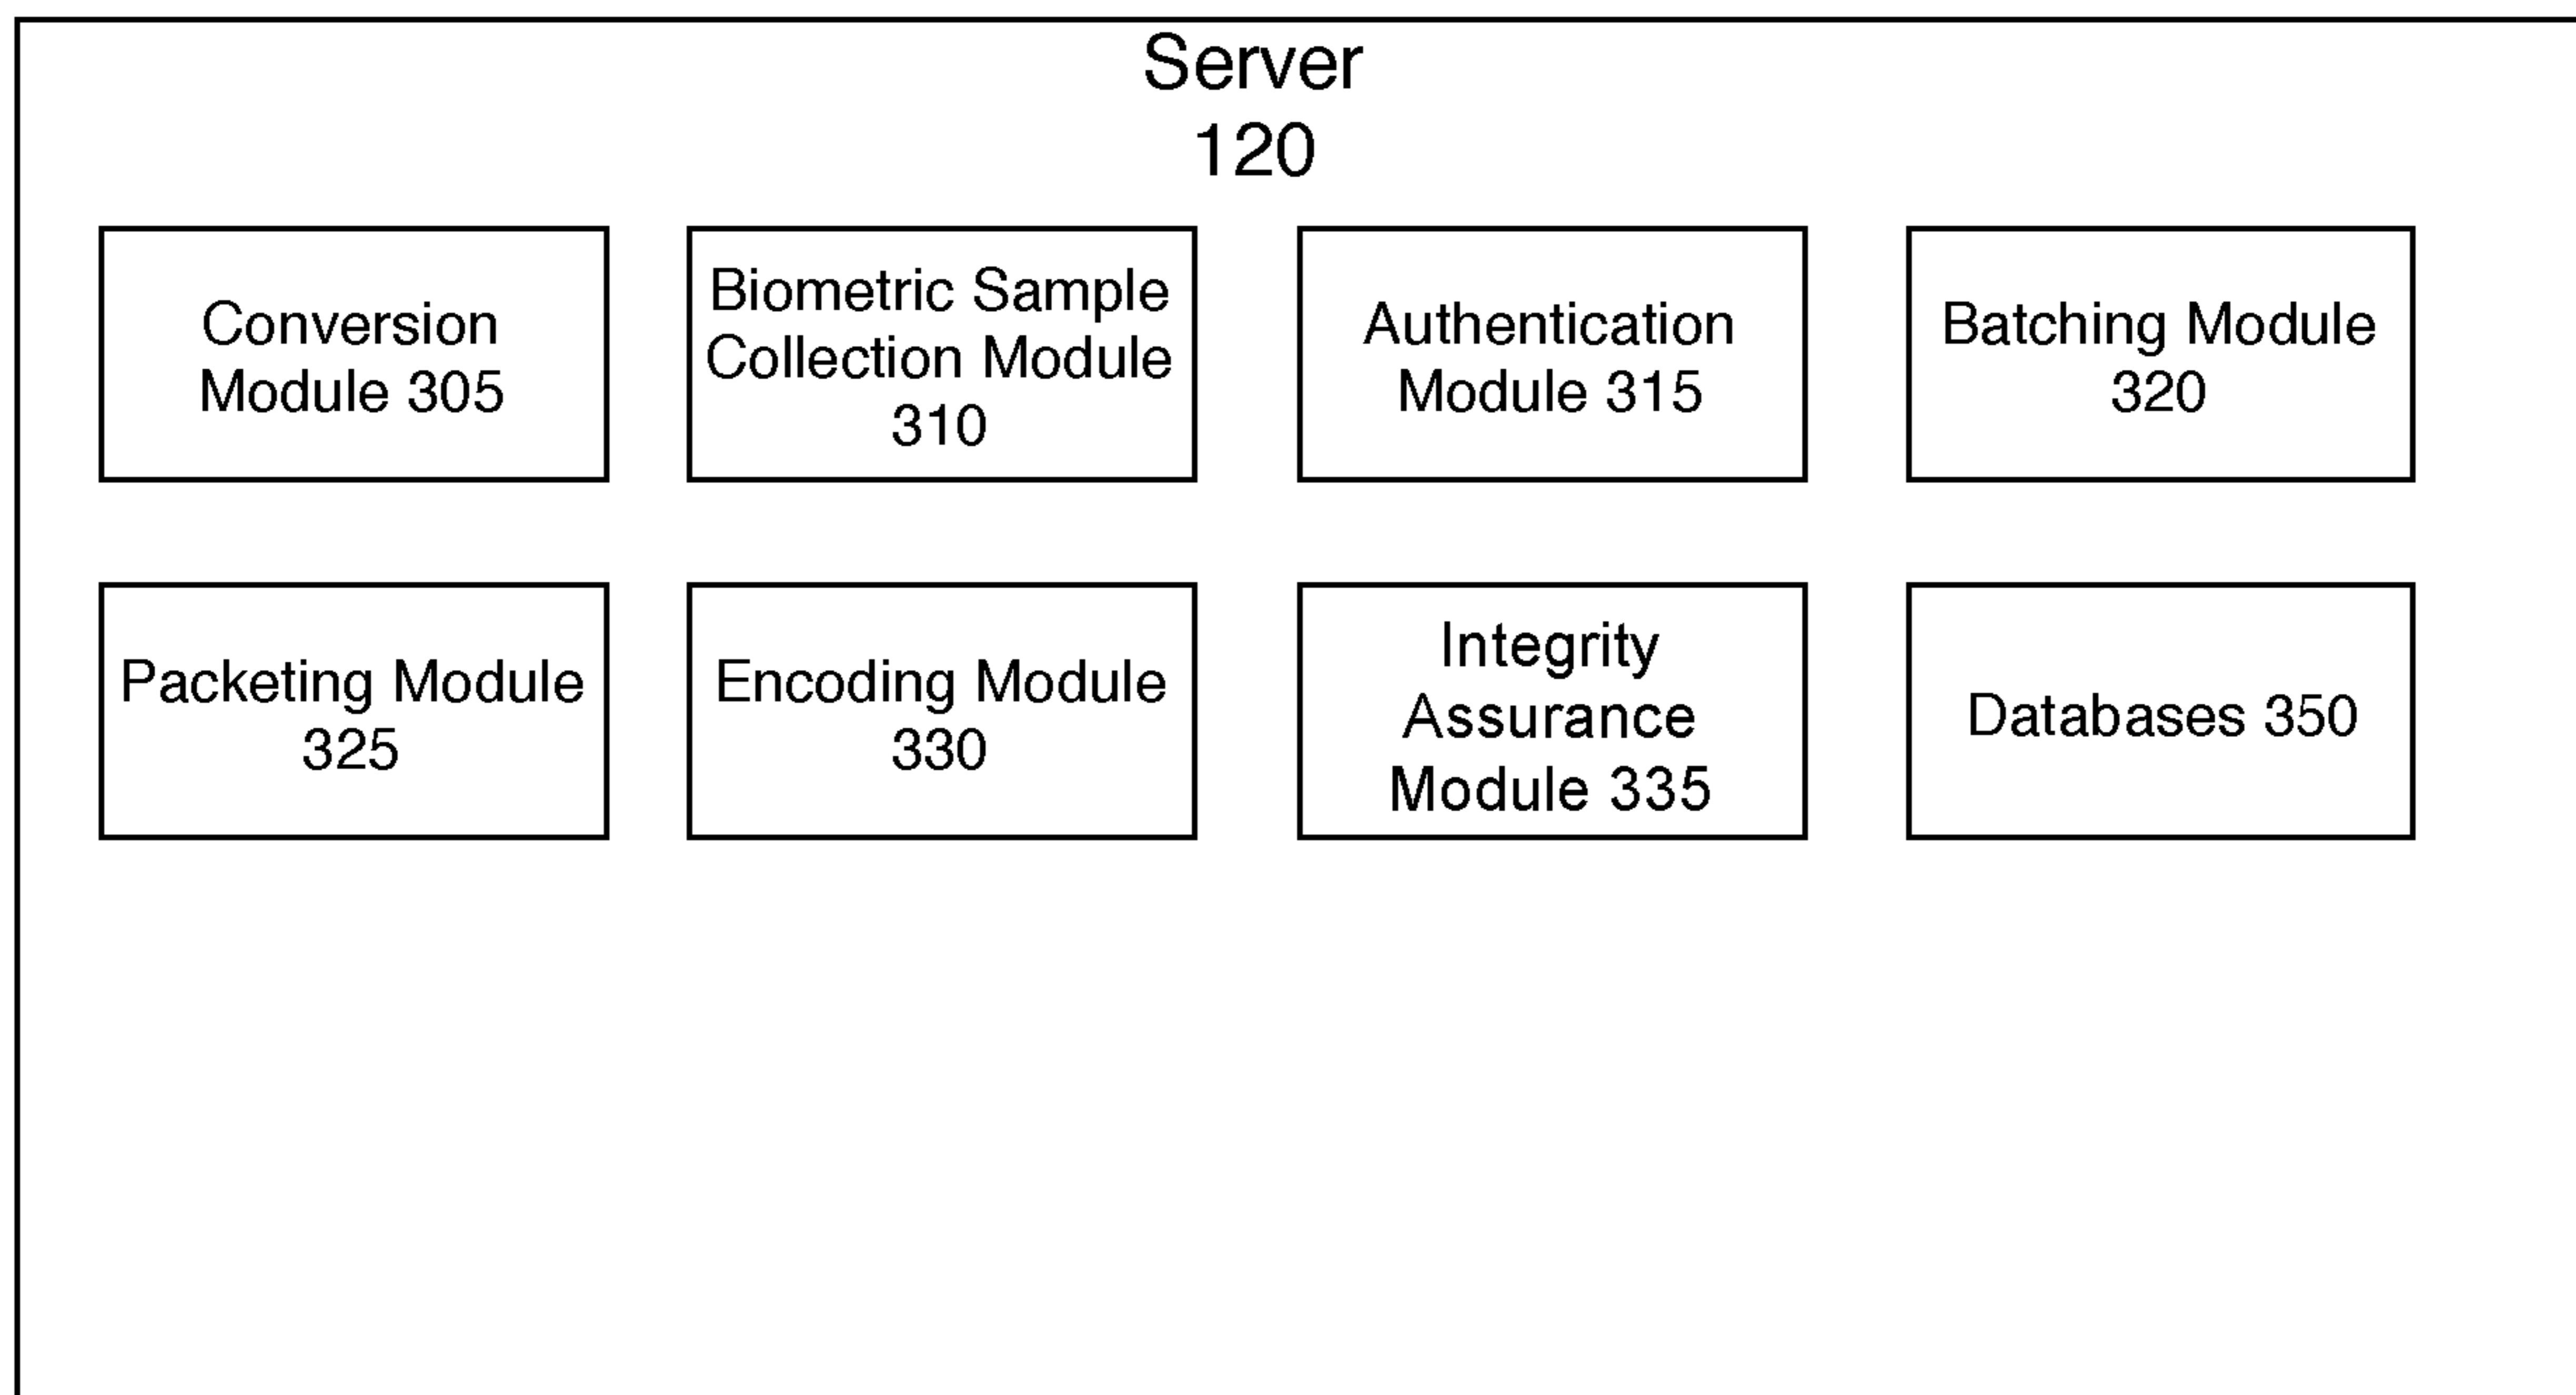 Server
120
Conversion
Module 305
Biometric Sample
Collection Module
310
Authentication
Module 315
Batching Module
320
Packeting Module
325
Encoding Module
330
Integrity
Assurance
Module 335
Databases 350